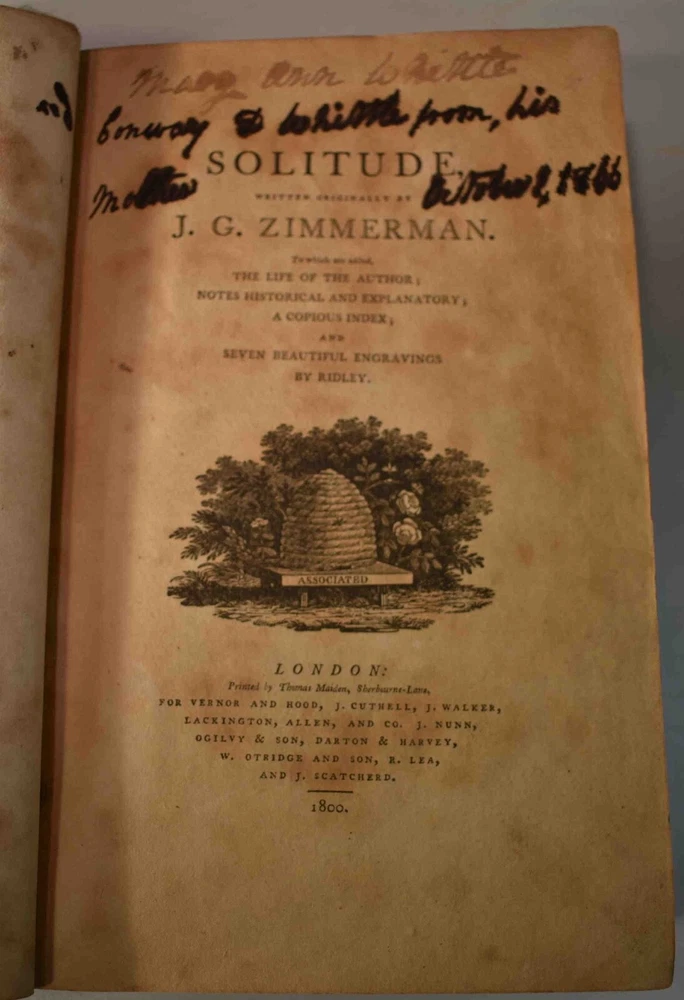 Mary Ann Whittle
and Conway D Whittle from, his
SOLITUDE,
Mother October 2, 1866
WRITTEN ORIGINALLY BY
J. G. ZIMMERMAN.
To which are added,
THE LIFE OF THE AUTHOR;
NOTES HISTORICAL AND EXPLANATORY;
A COPIOUS INDEX;
AND
SEVEN BEAUTIFUL ENGRAVINGS
BY RIDLEY.
ASSOCIATED
LONDON:
Printed by Thomas Maiden, Sherbourne-Lane,
FOR VERNOR AND HOOD, J. CUTHELL, J. WALKER,
LACKINGTON, ALLEN, AND CO. J. NUNN,
OGILVY & SON, DARTON & HARVEY,
W. OTRIDGE AND SON, R. LEA,
AND J. SCATCHERD.
1800.